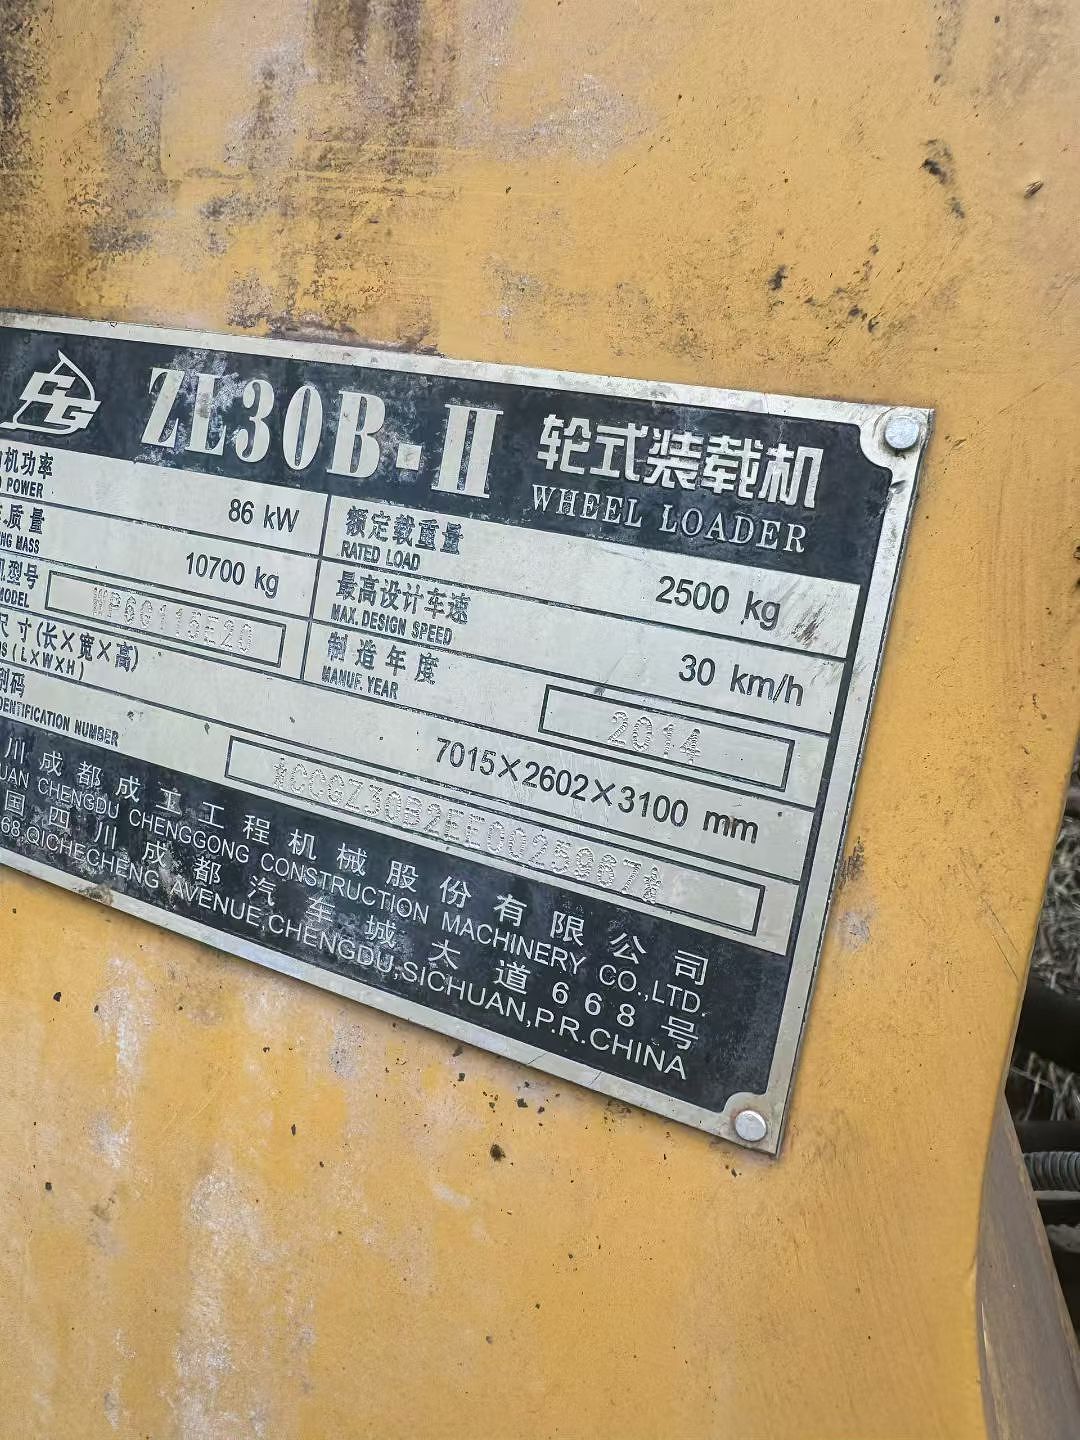 CG ZL30B-II 轮式装载机
WHEEL LOADER
机功率
POWER
86 kW
额定载重量
RATED LOAD
2500 kg
质量
MASS
10700 kg
最高设计车速
MAX. DESIGN SPEED
30 km/h
机型号
MODEL
WP6G116E20
制造年度
MANUF. YEAR
2014
尺寸(长×宽×高)
(L×W×H)
7015×2602×3100 mm
别码
IDENTIFICATION NUMBER
川成都成工工程机械股份有限公司
UAN CHENGDU CHENGGONG CONSTRUCTION MACHINERY CO.,LTD.
国四川成都汽车城大道668号
68,QICHECHENG AVENUE,CHENGDU,SICHUAN,P.R.CHINA